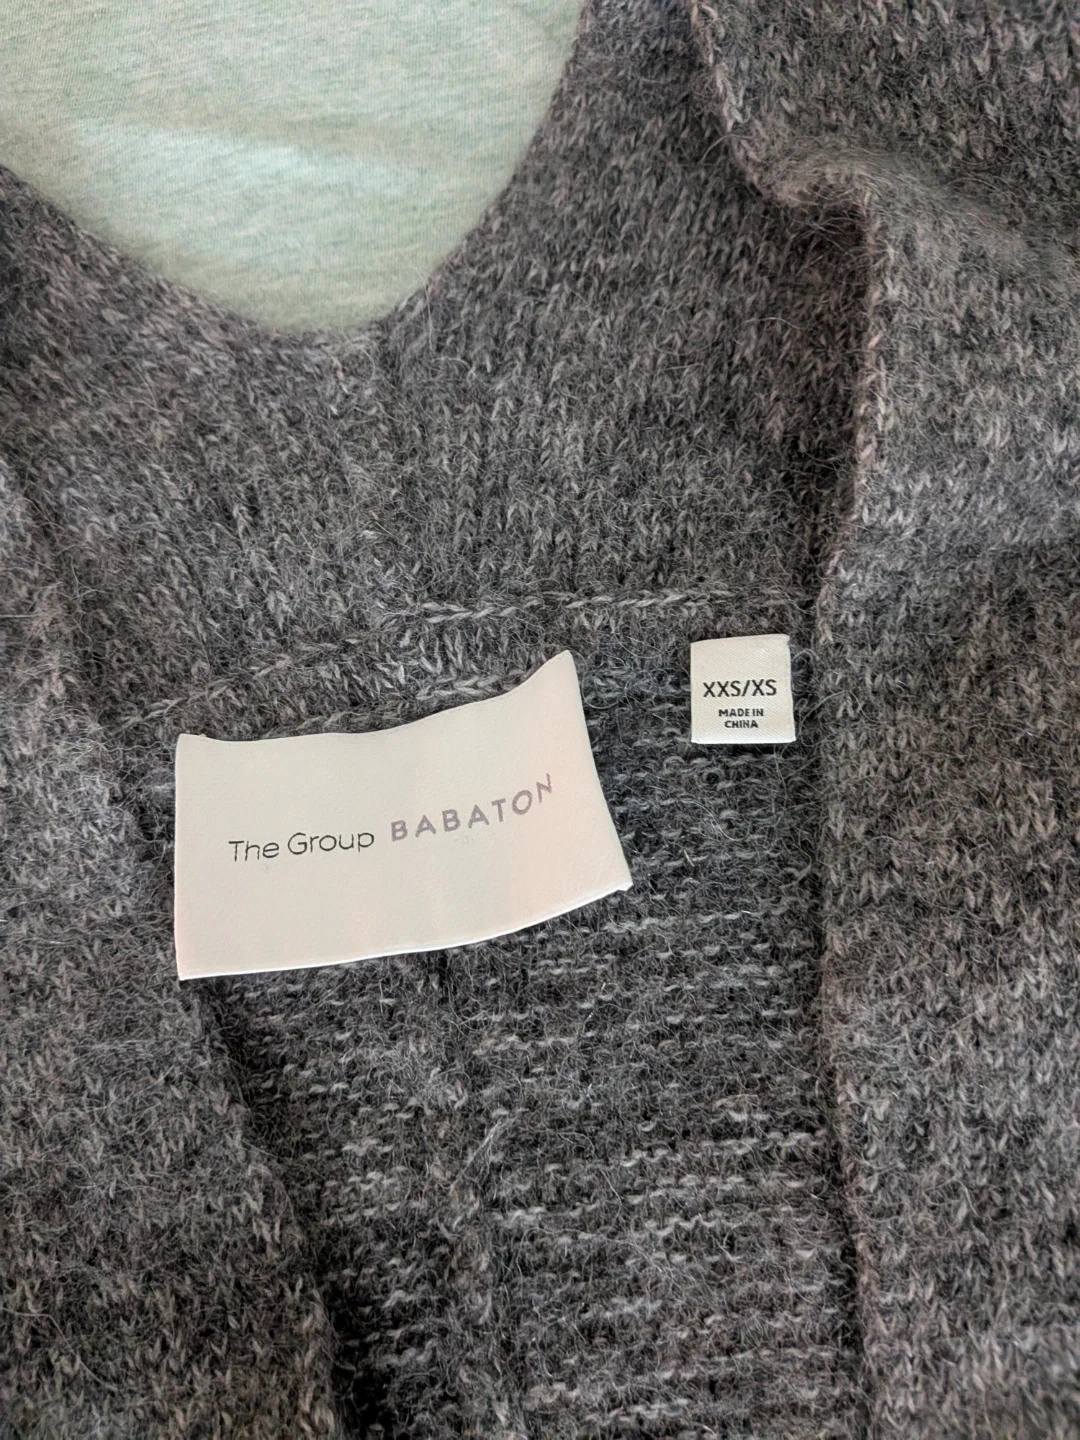 The Group BABATON
XXS/XS
MADE IN
CHINA